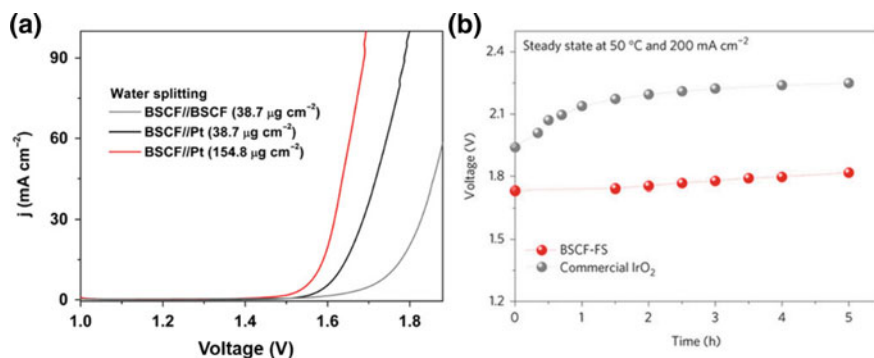 (a)
90
60
30
0
j (mA cm⁻²)
Water splitting
BSCF//BSCF (38.7 µg cm⁻²)
BSCF//Pt (38.7 µg cm⁻²)
BSCF//Pt (154.8 µg cm⁻²)
1.0 1.2 1.4 1.6 1.8
Voltage (V)
(b)
Steady state at 50 °C and 200 mA cm⁻²
2.4
2.1
1.8
1.5
1.2
Voltage (V)
BSCF-FS
Commercial IrO₂
0 1 2 3 4 5
Time (h)